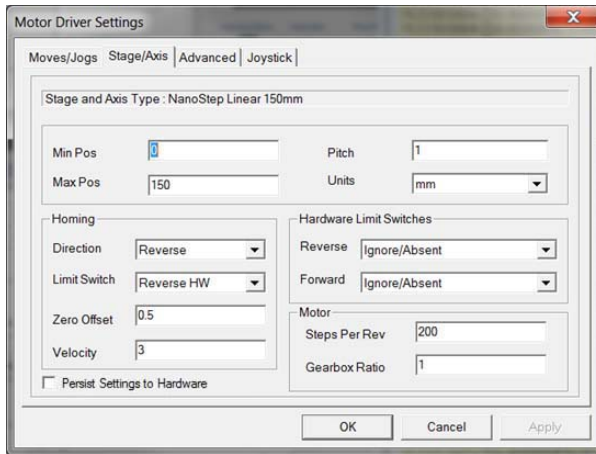 Motor Driver Settings
X
Moves/Jogs Stage/Axis Advanced Joystick
Stage and Axis Type : NanoStep Linear 150mm
Min Pos 0
Max Pos 150
Pitch 1
Units mm
Homing
Direction Reverse
Limit Switch Reverse HW
Zero Offset 0.5
Velocity 3
Persist Settings to Hardware
Hardware Limit Switches
Reverse Ignore/Absent
Forward Ignore/Absent
Motor
Steps Per Rev 200
Gearbox Ratio 1
OK Cancel Apply